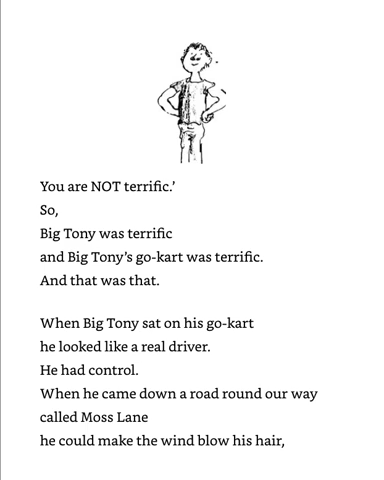 You are NOT terrific.’
So,
Big Tony was terrific
and Big Tony’s go-kart was terrific.
And that was that.
When Big Tony sat on his go-kart
he looked like a real driver.
He had control.
When he came down a road round our way
called Moss Lane
he could make the wind blow his hair,